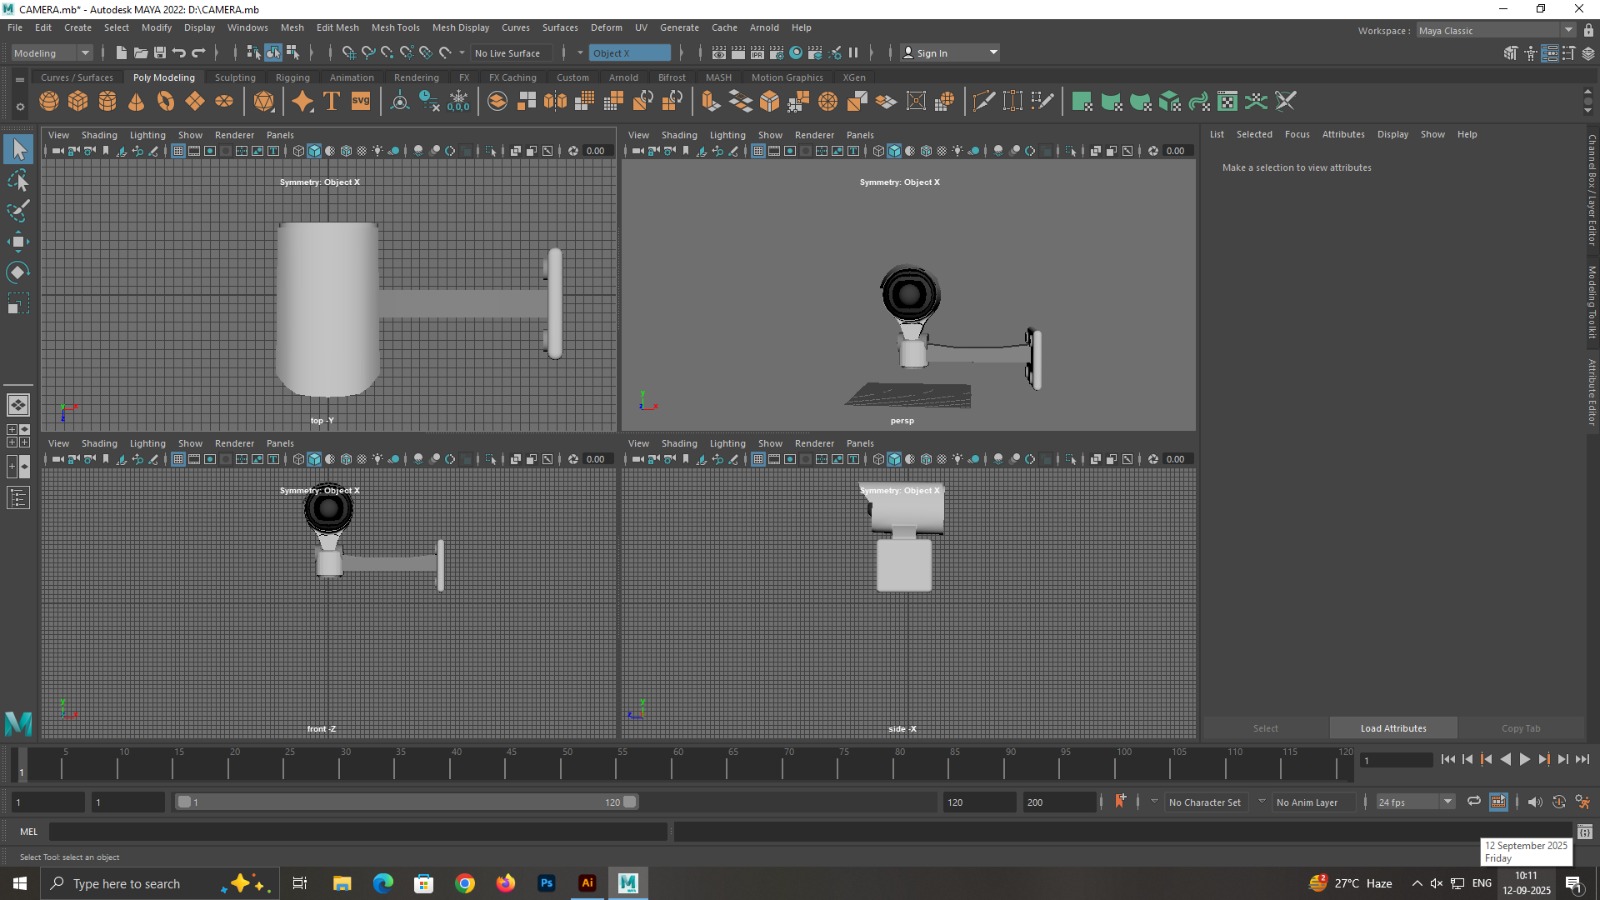 CAMERA.mb* - Autodesk MAYA 2022: D:\CAMERA.mb
File Edit Create Select Modify Display Windows Mesh Edit Mesh Mesh Tools Mesh Display Curves Surfaces Deform UV Generate Cache Arnold Help
Workspace : Maya Classic
Modeling No Live Surface Object X Sign In
Curves / Surfaces Poly Modeling Sculpting Rigging Animation Rendering FX FX Caching Custom Arnold Bifrost MASH Motion Graphics XGen
T svg 0,0,0
View Shading Lighting Show Renderer Panels
0.00
Symmetry: Object X
top -Y
View Shading Lighting Show Renderer Panels
0.00
Symmetry: Object X
persp
View Shading Lighting Show Renderer Panels
0.00
Symmetry: Object X
front -Z
View Shading Lighting Show Renderer Panels
0.00
Symmetry: Object X
side -X
List Selected Focus Attributes Display Show Help
Make a selection to view attributes
Channel Box / Layer Editor
Modeling Toolkit
Attribute Editor
Select Load Attributes Copy Tab
5 10 15 20 25 30 35 40 45 50 55 60 65 70 75 80 85 90 95 100 105 110 115 120
1
1
1 1 1 120 120 200 No Character Set No Anim Layer 24 fps
MEL
12 September 2025
Friday
Select Tool: select an object
Type here to search
Ps Ai M
2
27°C Haze
ENG
10:11
12-09-2025
1